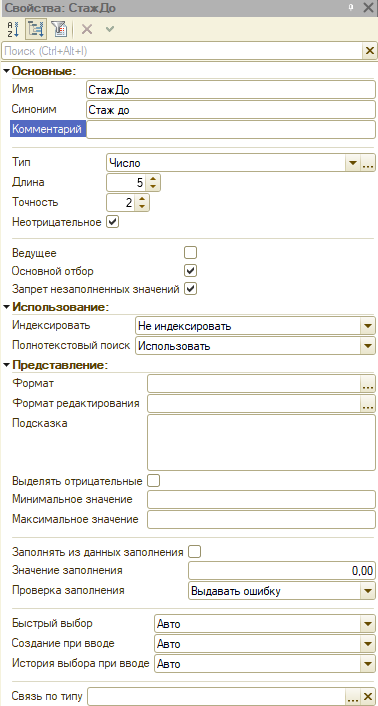 Свойства: СтажДо
Поиск (Ctrl+Alt+I)
Основные:
Имя СтажДо
Синоним Стаж до
Комментарий
Тип Число ...
Длина 5
Точность 2
Неотрицательное
Ведущее
Основной отбор
Запрет незаполненных значений
Использование:
Индексировать Не индексировать
Полнотекстовый поиск Использовать
Представление:
Формат ...
Формат редактирования ...
Подсказка
Выделять отрицательные
Минимальное значение
Максимальное значение
Заполнять из данных заполнения
Значение заполнения 0,00
Проверка заполнения Выдавать ошибку
Быстрый выбор Авто
Создание при вводе Авто
История выбора при вводе Авто
Связь по типу ...